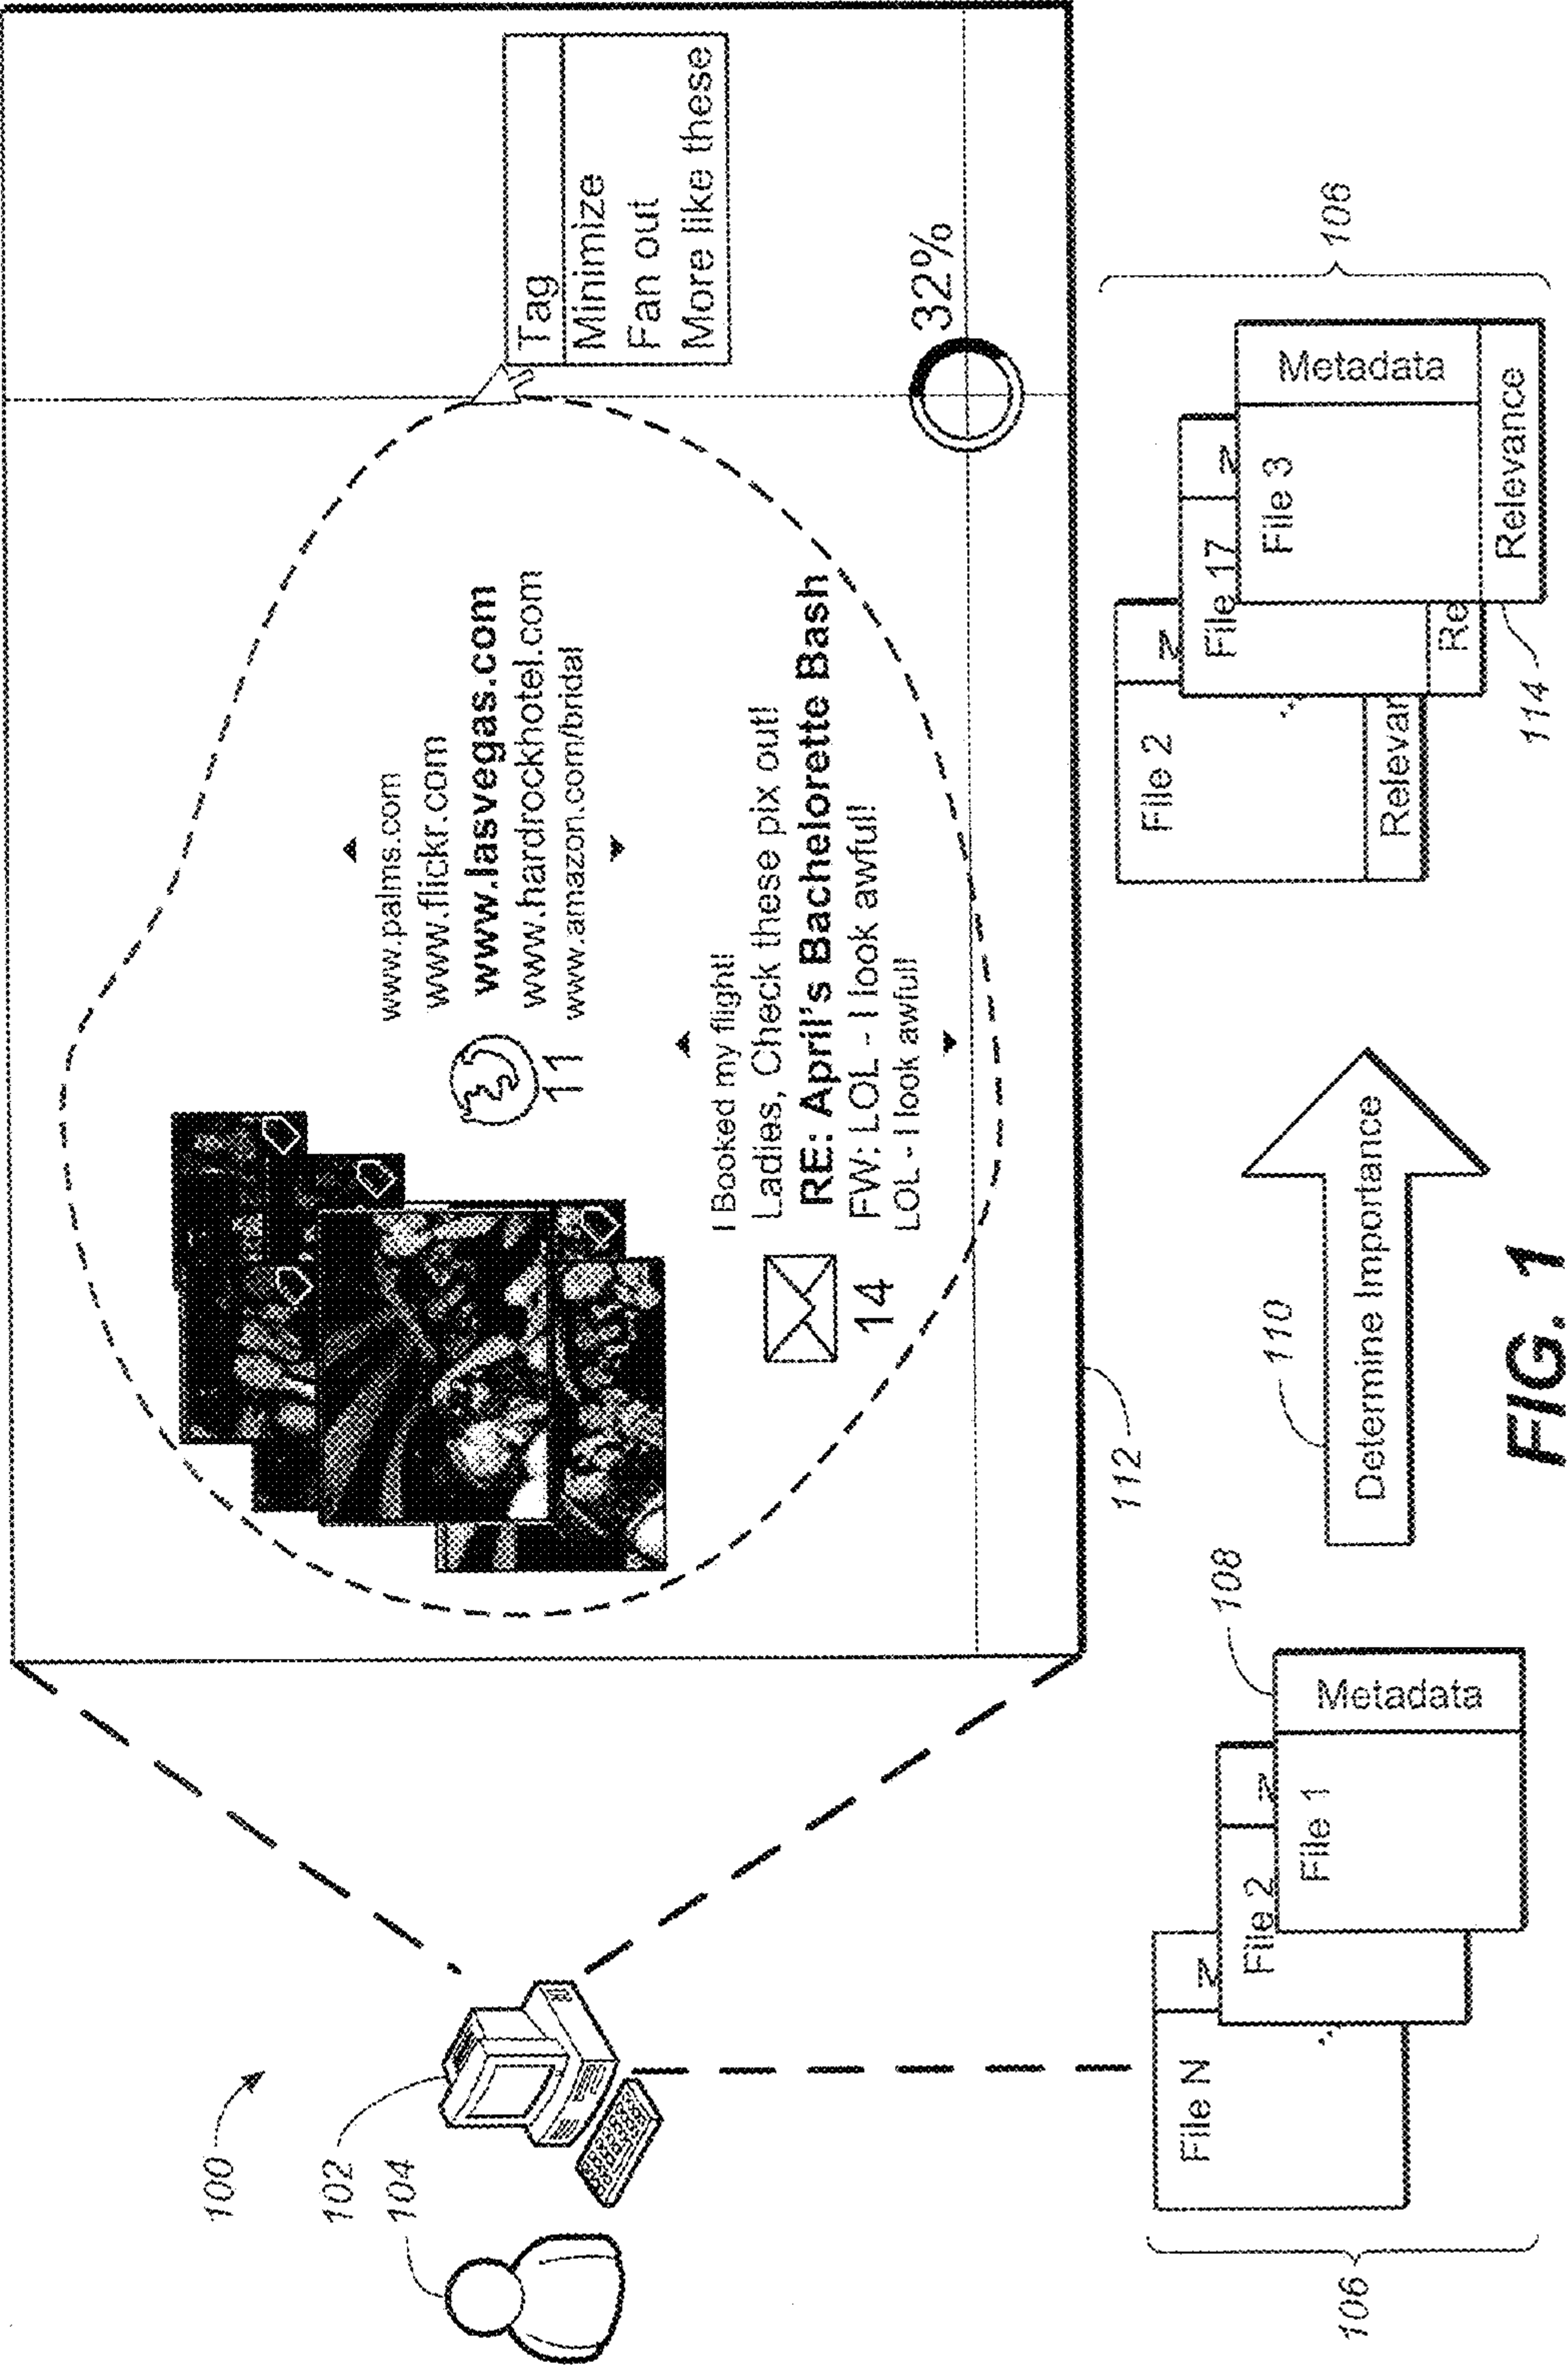 100
102
104
www.palms.com
www.flickr.com
www.lasvegas.com
www.hardrockhotel.com
www.amazon.com/bridal
11
I Booked my flight!
Ladies, Check these pix out!
RE: April's Bachelorette Bash
FW: LOL - I look awful!
LOL - I look awful!
14
Tag
Minimize
Fan out
More like these
32%
112
106
File N
File 2
File 1
Metadata
108
110
Determine Importance
File 2
Relevan
File 17
Re
File 3
Metadata
Relevance
114
106
FIG. 1